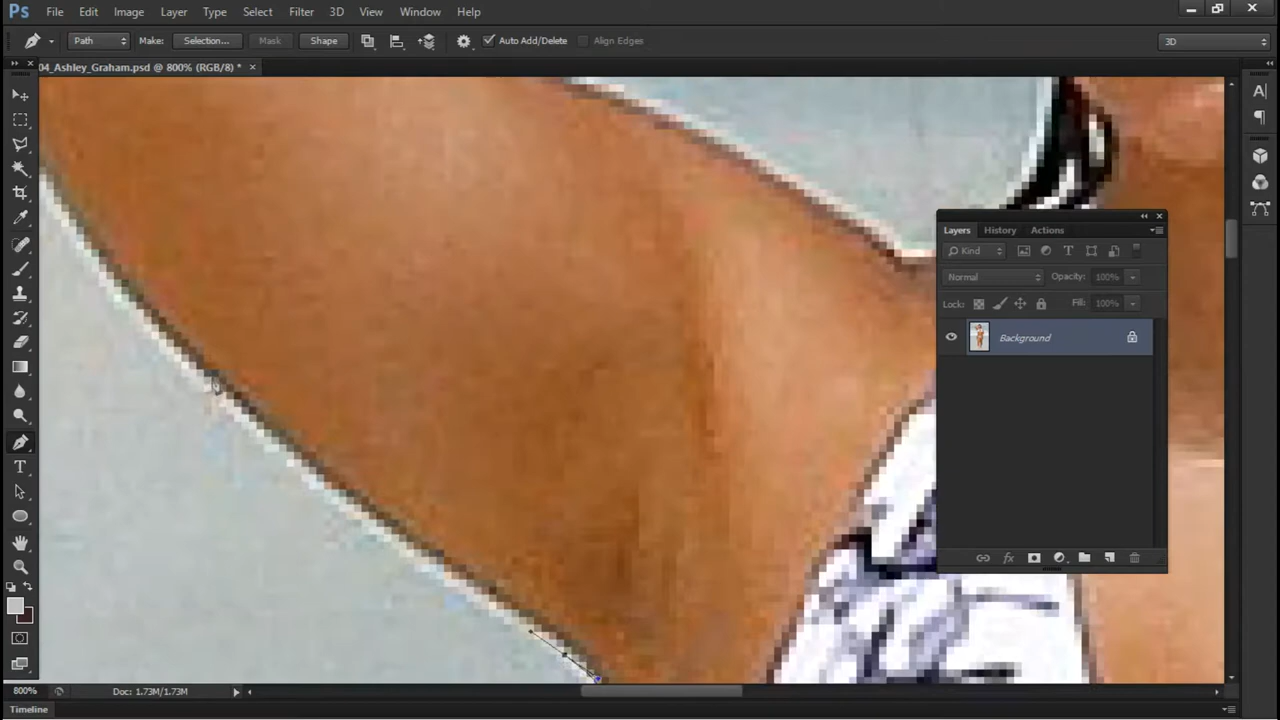 Ps File Edit Image Layer Type Select Filter 3D View Window Help
Path Make: Selection... Mask Shape Auto Add/Delete Align Edges 3D
04_Ashley_Graham.psd @ 800% (RGB/8) * ×
Layers History Actions
Kind
Normal Opacity: 100%
Lock: Fill: 100%
Background
800% Doc: 1.73M/1.73M
Timeline